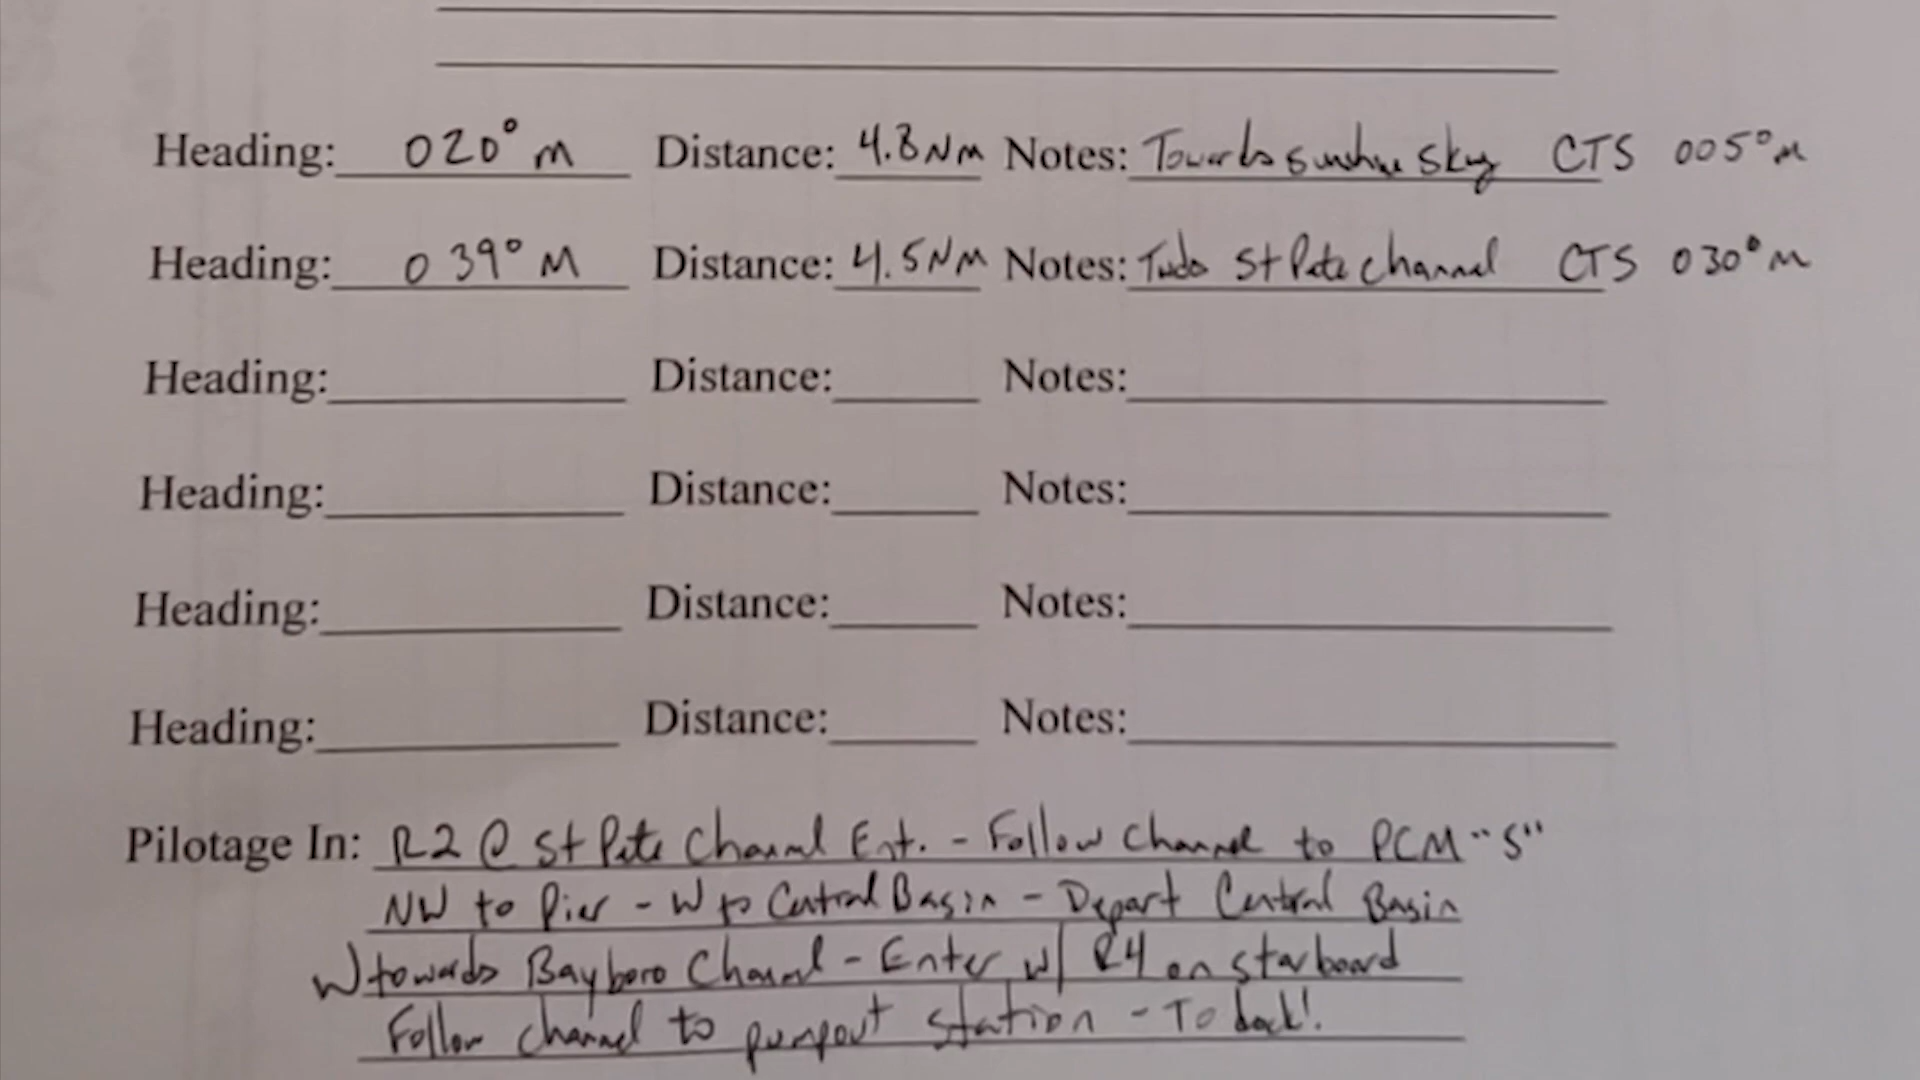 Heading: 020° M Distance: 4.8 NM Notes: Towards sunshine sky CTS 005° M
Heading: 039° M Distance: 4.5 NM Notes: St Pete channel CTS 030° M
Heading: Distance: Notes:
Heading: Distance: Notes:
Heading: Distance: Notes:
Heading: Distance: Notes:
Pilotage In: R2 @ St Pete Channel Ent. - Follow Channel to PCM "S"
NW to Pier - W to Central Basin - Depart Central Basin
W towards Bayboro Channel - Enter w/ R4 on starboard
Follow channel to pumpout station - To dock!